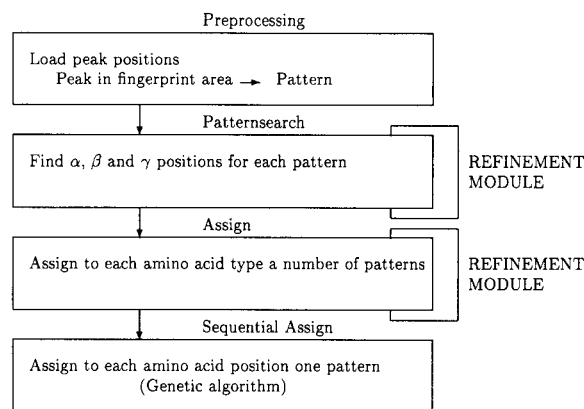 Preprocessing
Load peak positions
Peak in fingerprint area → Pattern
Patternsearch
Find α, β and γ positions for each pattern
REFINEMENT
MODULE
Assign
Assign to each amino acid type a number of patterns
REFINEMENT
MODULE
Sequential Assign
Assign to each amino acid position one pattern
(Genetic algorithm)